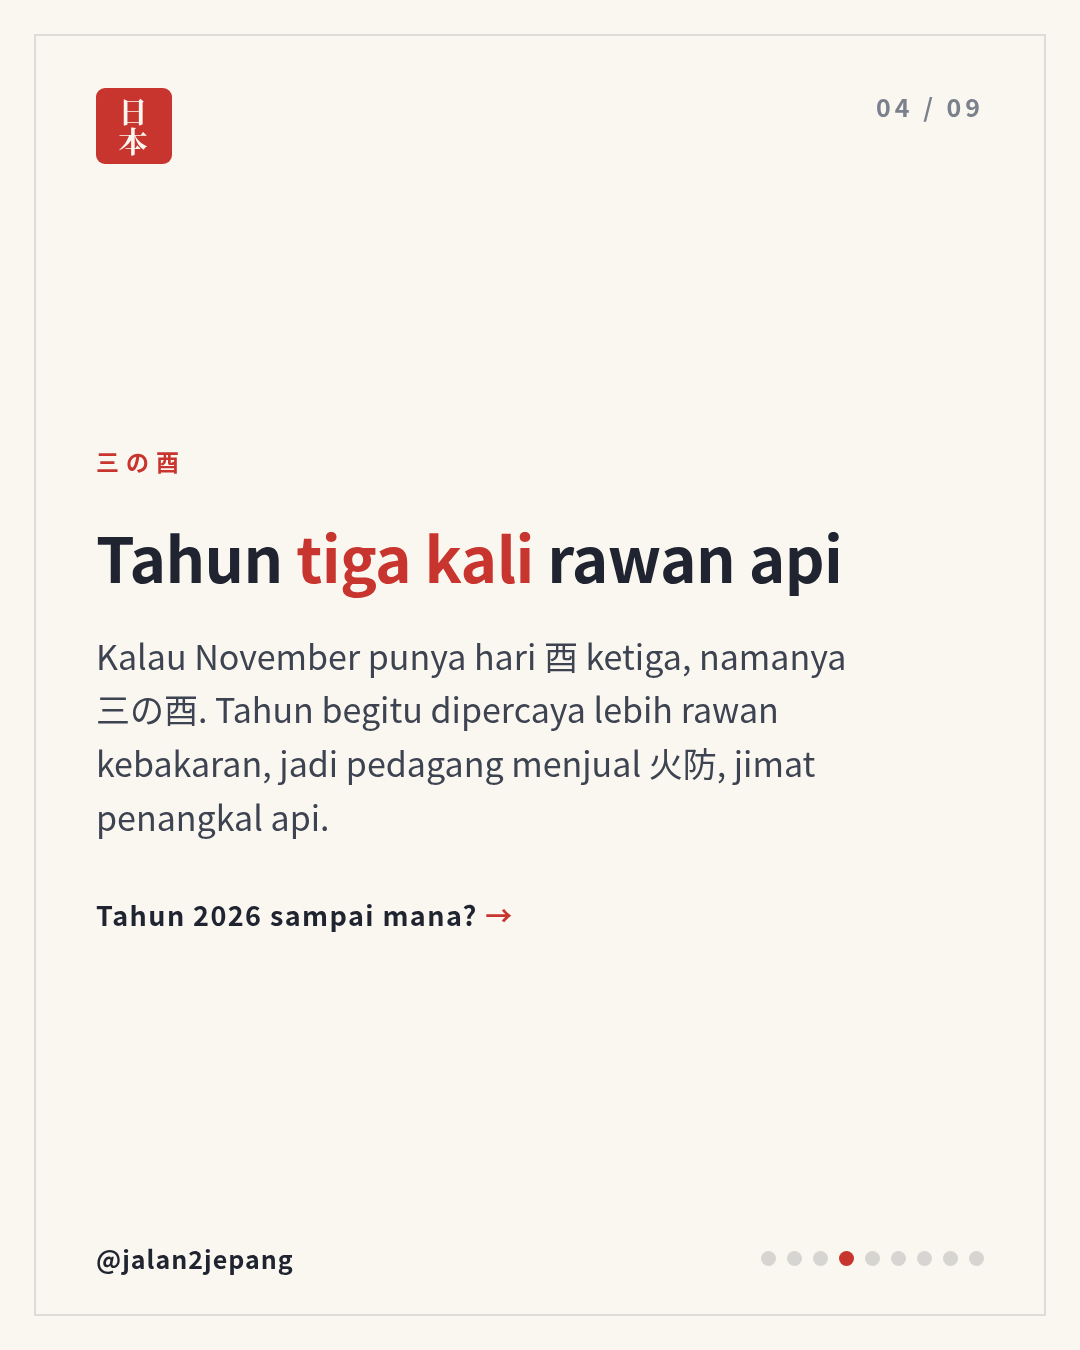 日本
04 / 09
三の酉
Tahun tiga kali rawan api
Kalau November punya hari 酉 ketiga, namanya
三の酉. Tahun begitu dipercaya lebih rawan
kebakaran, jadi pedagang menjual 火防, jimat
penangkal api.
Tahun 2026 sampai mana? →
@jalan2jepang